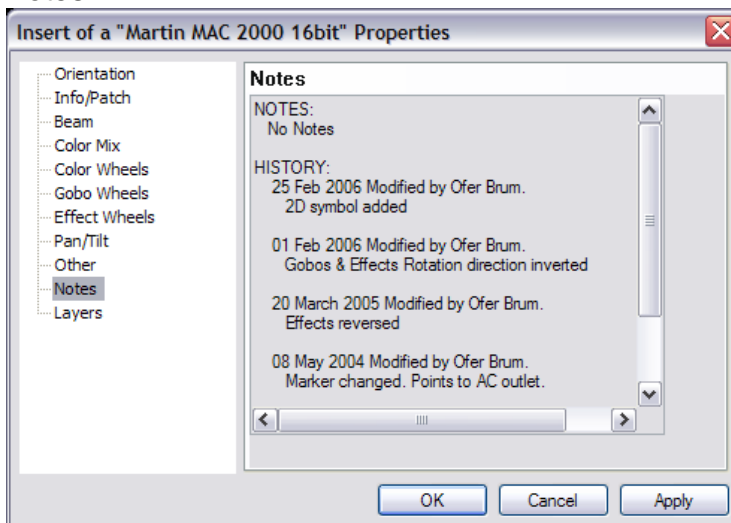 Insert of a "Martin MAC 2000 16bit" Properties
Orientation
Info/Patch
Beam
Color Mix
Color Wheels
Gobo Wheels
Effect Wheels
Pan/Tilt
Other
Notes
Layers
Notes
NOTES:
No Notes
HISTORY:
25 Feb 2006 Modified by Ofer Brum.
2D symbol added
01 Feb 2006 Modified by Ofer Brum.
Gobos & Effects Rotation direction inverted
20 March 2005 Modified by Ofer Brum.
Effects reversed
08 May 2004 Modified by Ofer Brum.
Marker changed. Points to AC outlet.
OK
Cancel
Apply